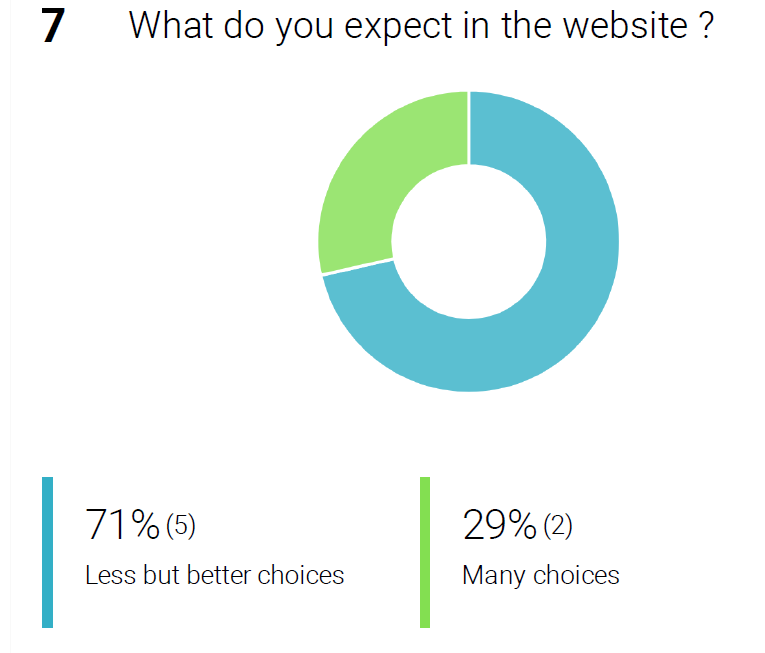 7 What do you expect in the website ?
71% (5)
Less but better choices
29% (2)
Many choices